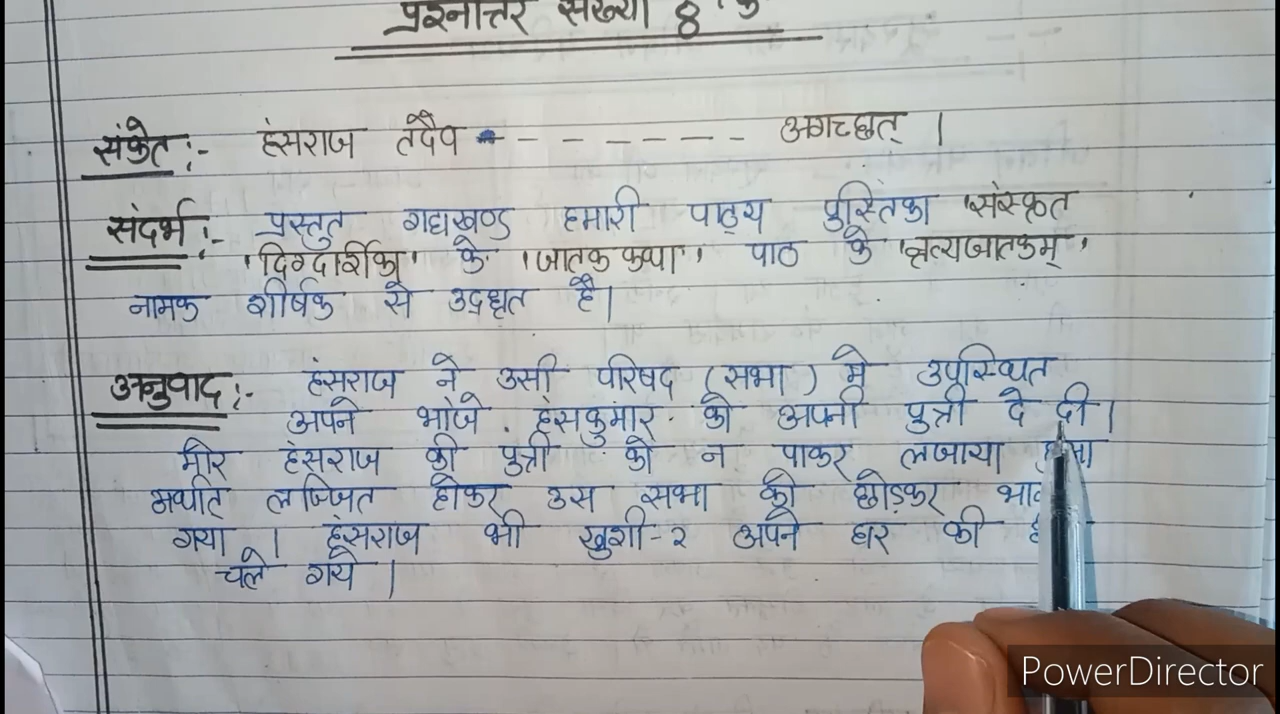 प्रश्नोत्तर संख्या 8
संकेत :- हंसराज तदैव - - - - - - - अगच्छत् ।
संदर्भ :- प्रस्तुत गद्यखण्ड हमारी पाठ्य पुस्तिका 'संस्कृत
'दिग्दर्शिका' के 'जातक कथा' पाठ के 'नृत्यजातकम्'
नामक शीर्षक से उद्धृत है।
अनुवाद :- हंसराज ने उसी परिषद (सभा) मे उपस्थित
अपने भांजे हंसकुमार को अपनी पुत्री दे दी।
मोर हंसराज की पुत्री को न पाकर लजाया
अर्थात लज्जित होकर उस सभा को छोड़कर
गया । हंसराज भी खुशी-२ अपने घर की
चले गये ।
PowerDirector